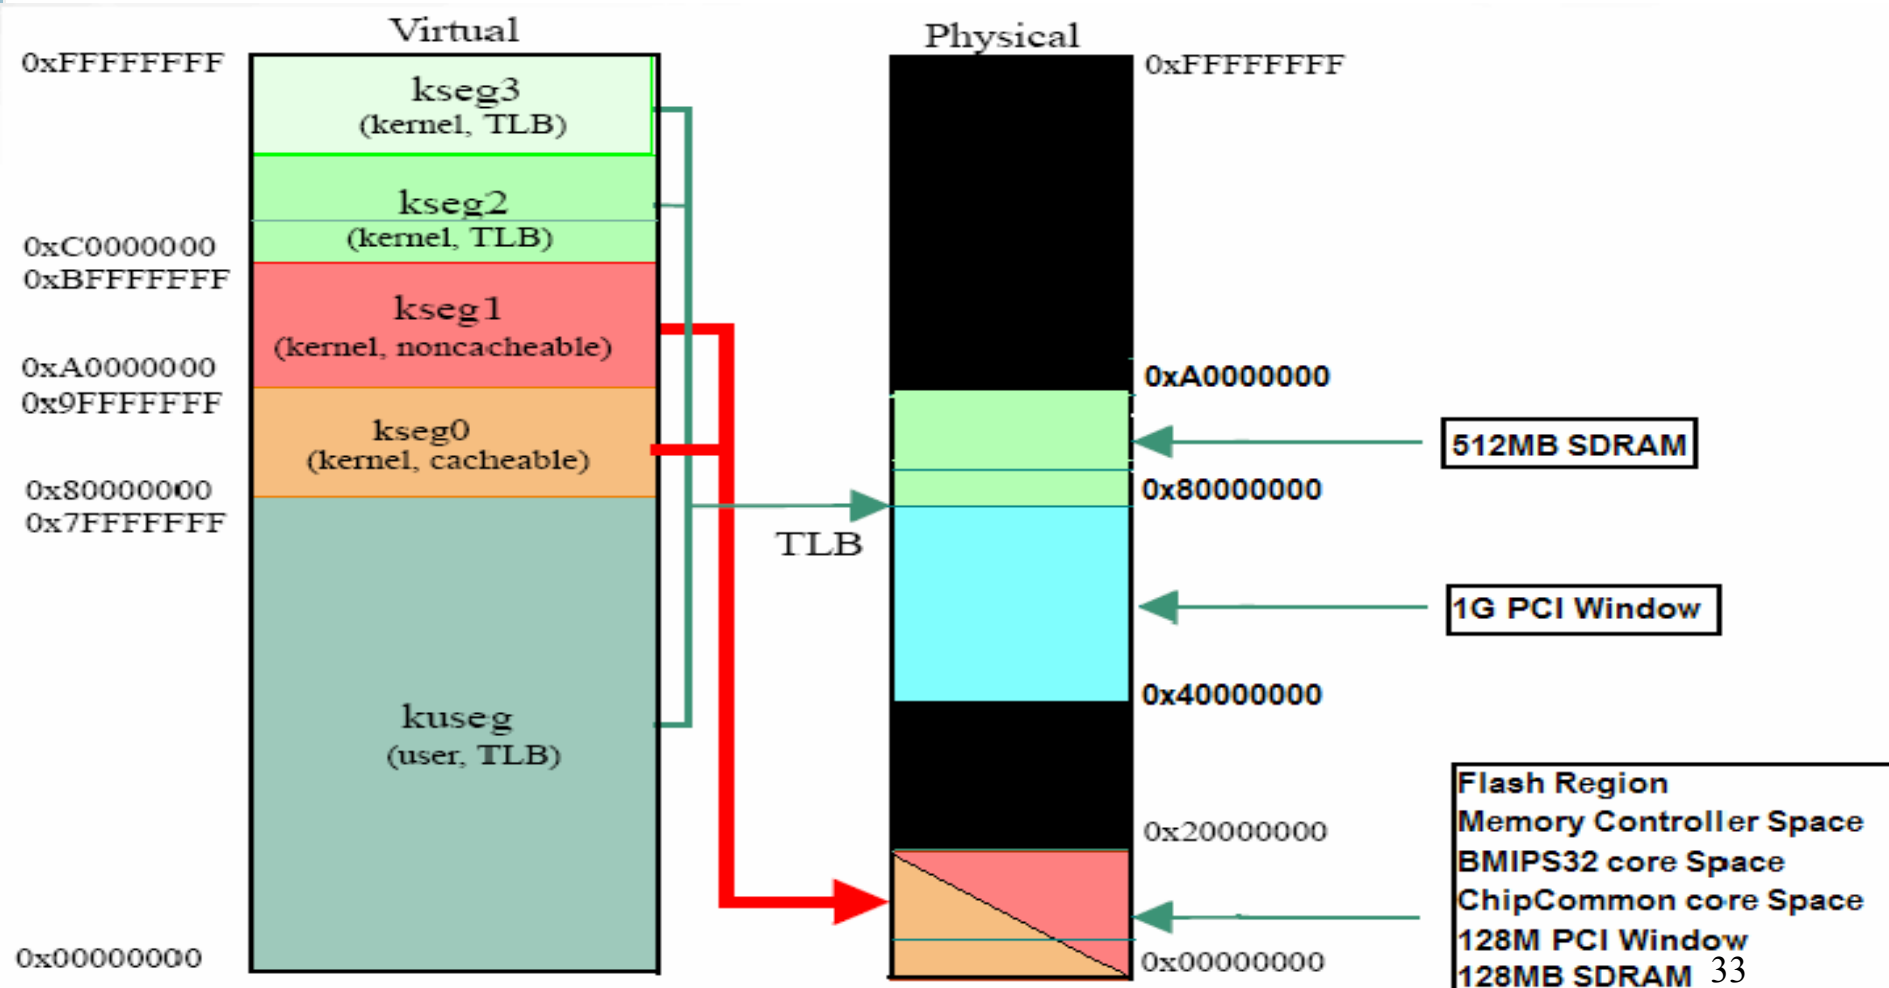 Virtual
0xFFFFFFFF
kseg3
(kernel, TLB)
kseg2
(kernel, TLB)
0xC0000000
0xBFFFFFFF
kseg1
(kernel, noncacheable)
0xA0000000
0x9FFFFFFF
kseg0
(kernel, cacheable)
0x80000000
0x7FFFFFFF
kuseg
(user, TLB)
0x00000000
TLB
Physical
0xFFFFFFFF
0xA0000000
512MB SDRAM
0x80000000
1G PCI Window
0x40000000
0x20000000
0x00000000
Flash Region
Memory Controller Space
BMIPS32 core Space
ChipCommon core Space
128M PCI Window
128MB SDRAM
33